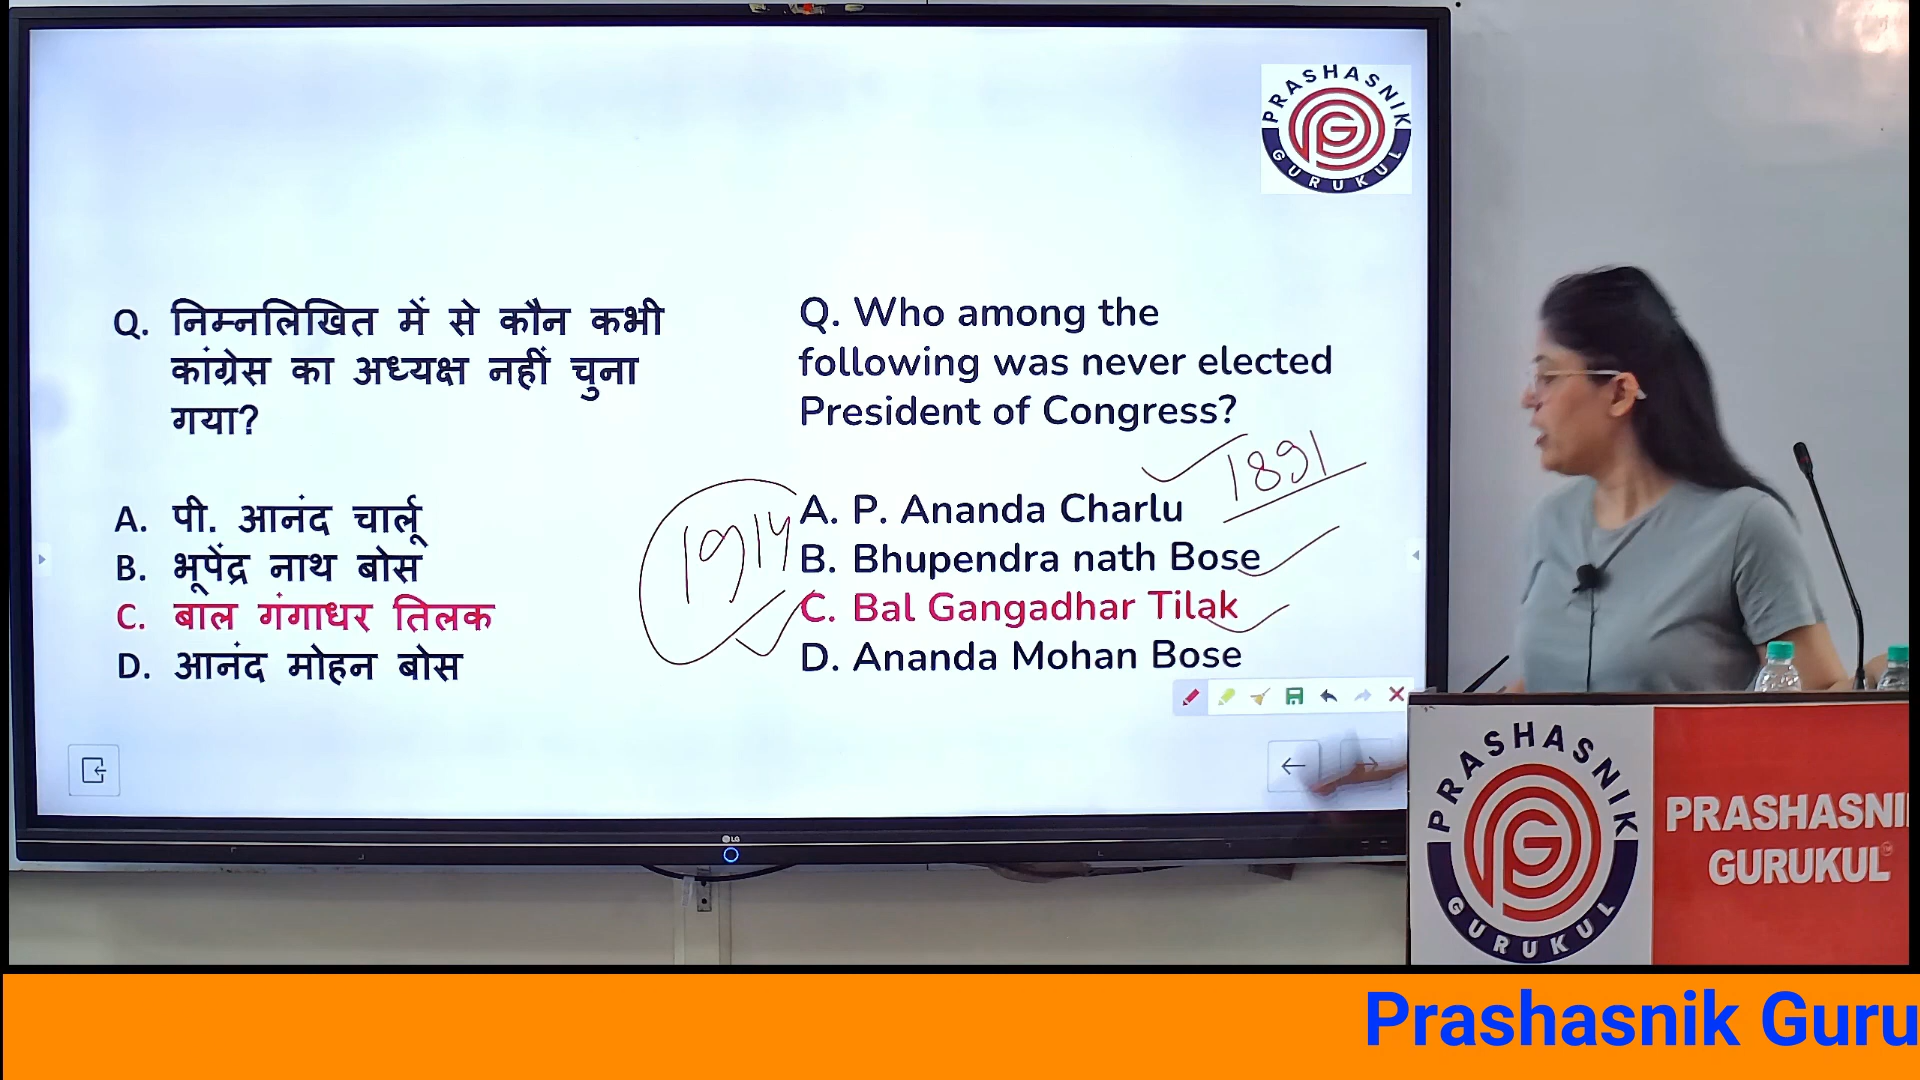 PRASHASNIK
GURUKUL
Q. निम्नलिखित में से कौन कभी
कांग्रेस का अध्यक्ष नहीं चुना
गया?
A. पी. आनंद चार्लू
B. भूपेंद्र नाथ बोस
C. बाल गंगाधर तिलक
D. आनंद मोहन बोस
Q. Who among the
following was never elected
President of Congress?
1891
1914
A. P. Ananda Charlu
B. Bhupendra nath Bose
C. Bal Gangadhar Tilak
D. Ananda Mohan Bose
LG
PRASHASNIK
GURUKUL
PRASHASNIK
GURUKUL
Prashasnik Guru